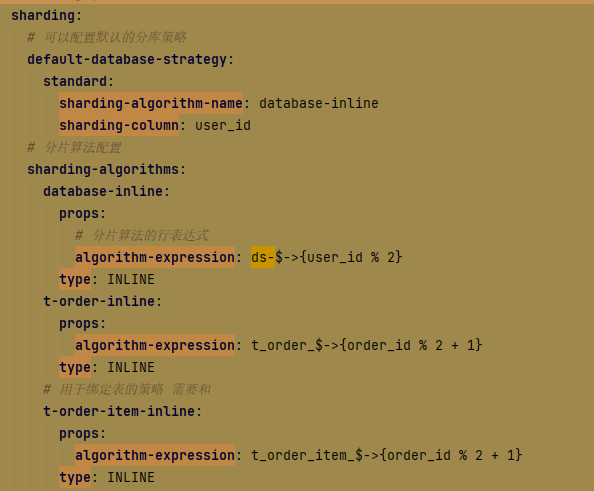 sharding:
# 可以配置默认的分库策略
default-database-strategy:
standard:
sharding-algorithm-name: database-inline
sharding-column: user_id
# 分片算法配置
sharding-algorithms:
database-inline:
props:
# 分片算法的行表达式
algorithm-expression: ds-$->{user_id % 2}
type: INLINE
t-order-inline:
props:
algorithm-expression: t_order_$->{order_id % 2 + 1}
type: INLINE
# 用于绑定表的策略 需要和
t-order-item-inline:
props:
algorithm-expression: t_order_item_$->{order_id % 2 + 1}
type: INLINE